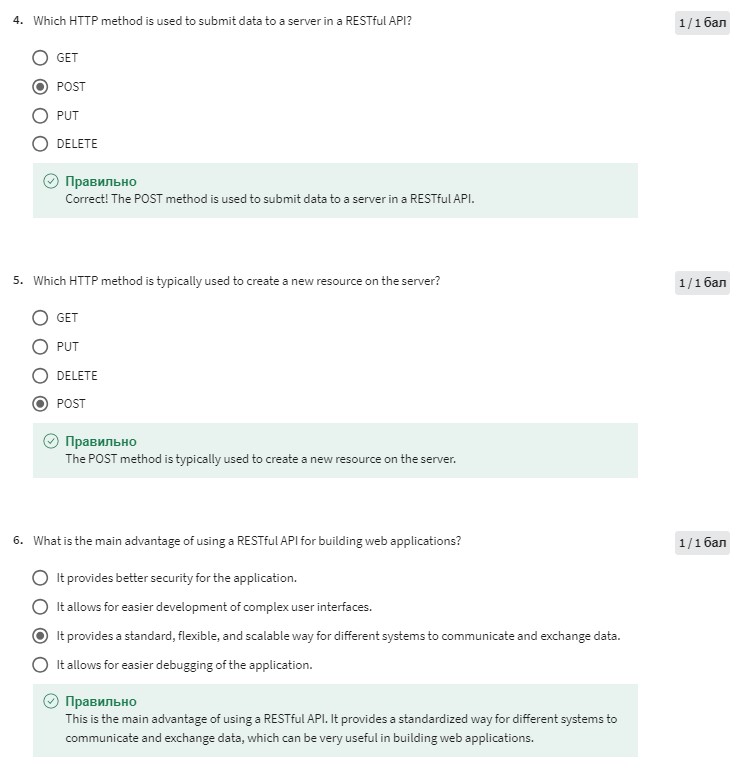 4. Which HTTP method is used to submit data to a server in a RESTful API?
1 / 1 бал
GET
POST
PUT
DELETE
Правильно
Correct! The POST method is used to submit data to a server in a RESTful API.
5. Which HTTP method is typically used to create a new resource on the server?
1 / 1 бал
GET
PUT
DELETE
POST
Правильно
The POST method is typically used to create a new resource on the server.
6. What is the main advantage of using a RESTful API for building web applications?
1 / 1 бал
It provides better security for the application.
It allows for easier development of complex user interfaces.
It provides a standard, flexible, and scalable way for different systems to communicate and exchange data.
It allows for easier debugging of the application.
Правильно
This is the main advantage of using a RESTful API. It provides a standardized way for different systems to
communicate and exchange data, which can be very useful in building web applications.